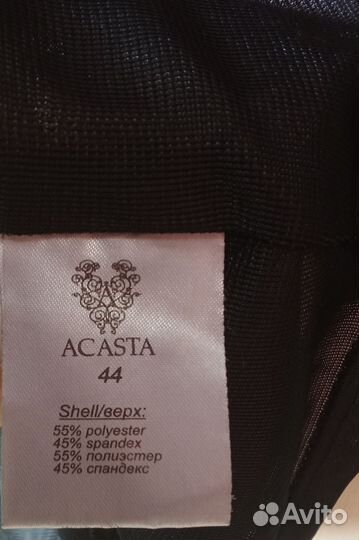 A
ACASTA
44
Shell/верх:
55% polyester
45% spandex
55% полиэстер
45% спандекс
Avito